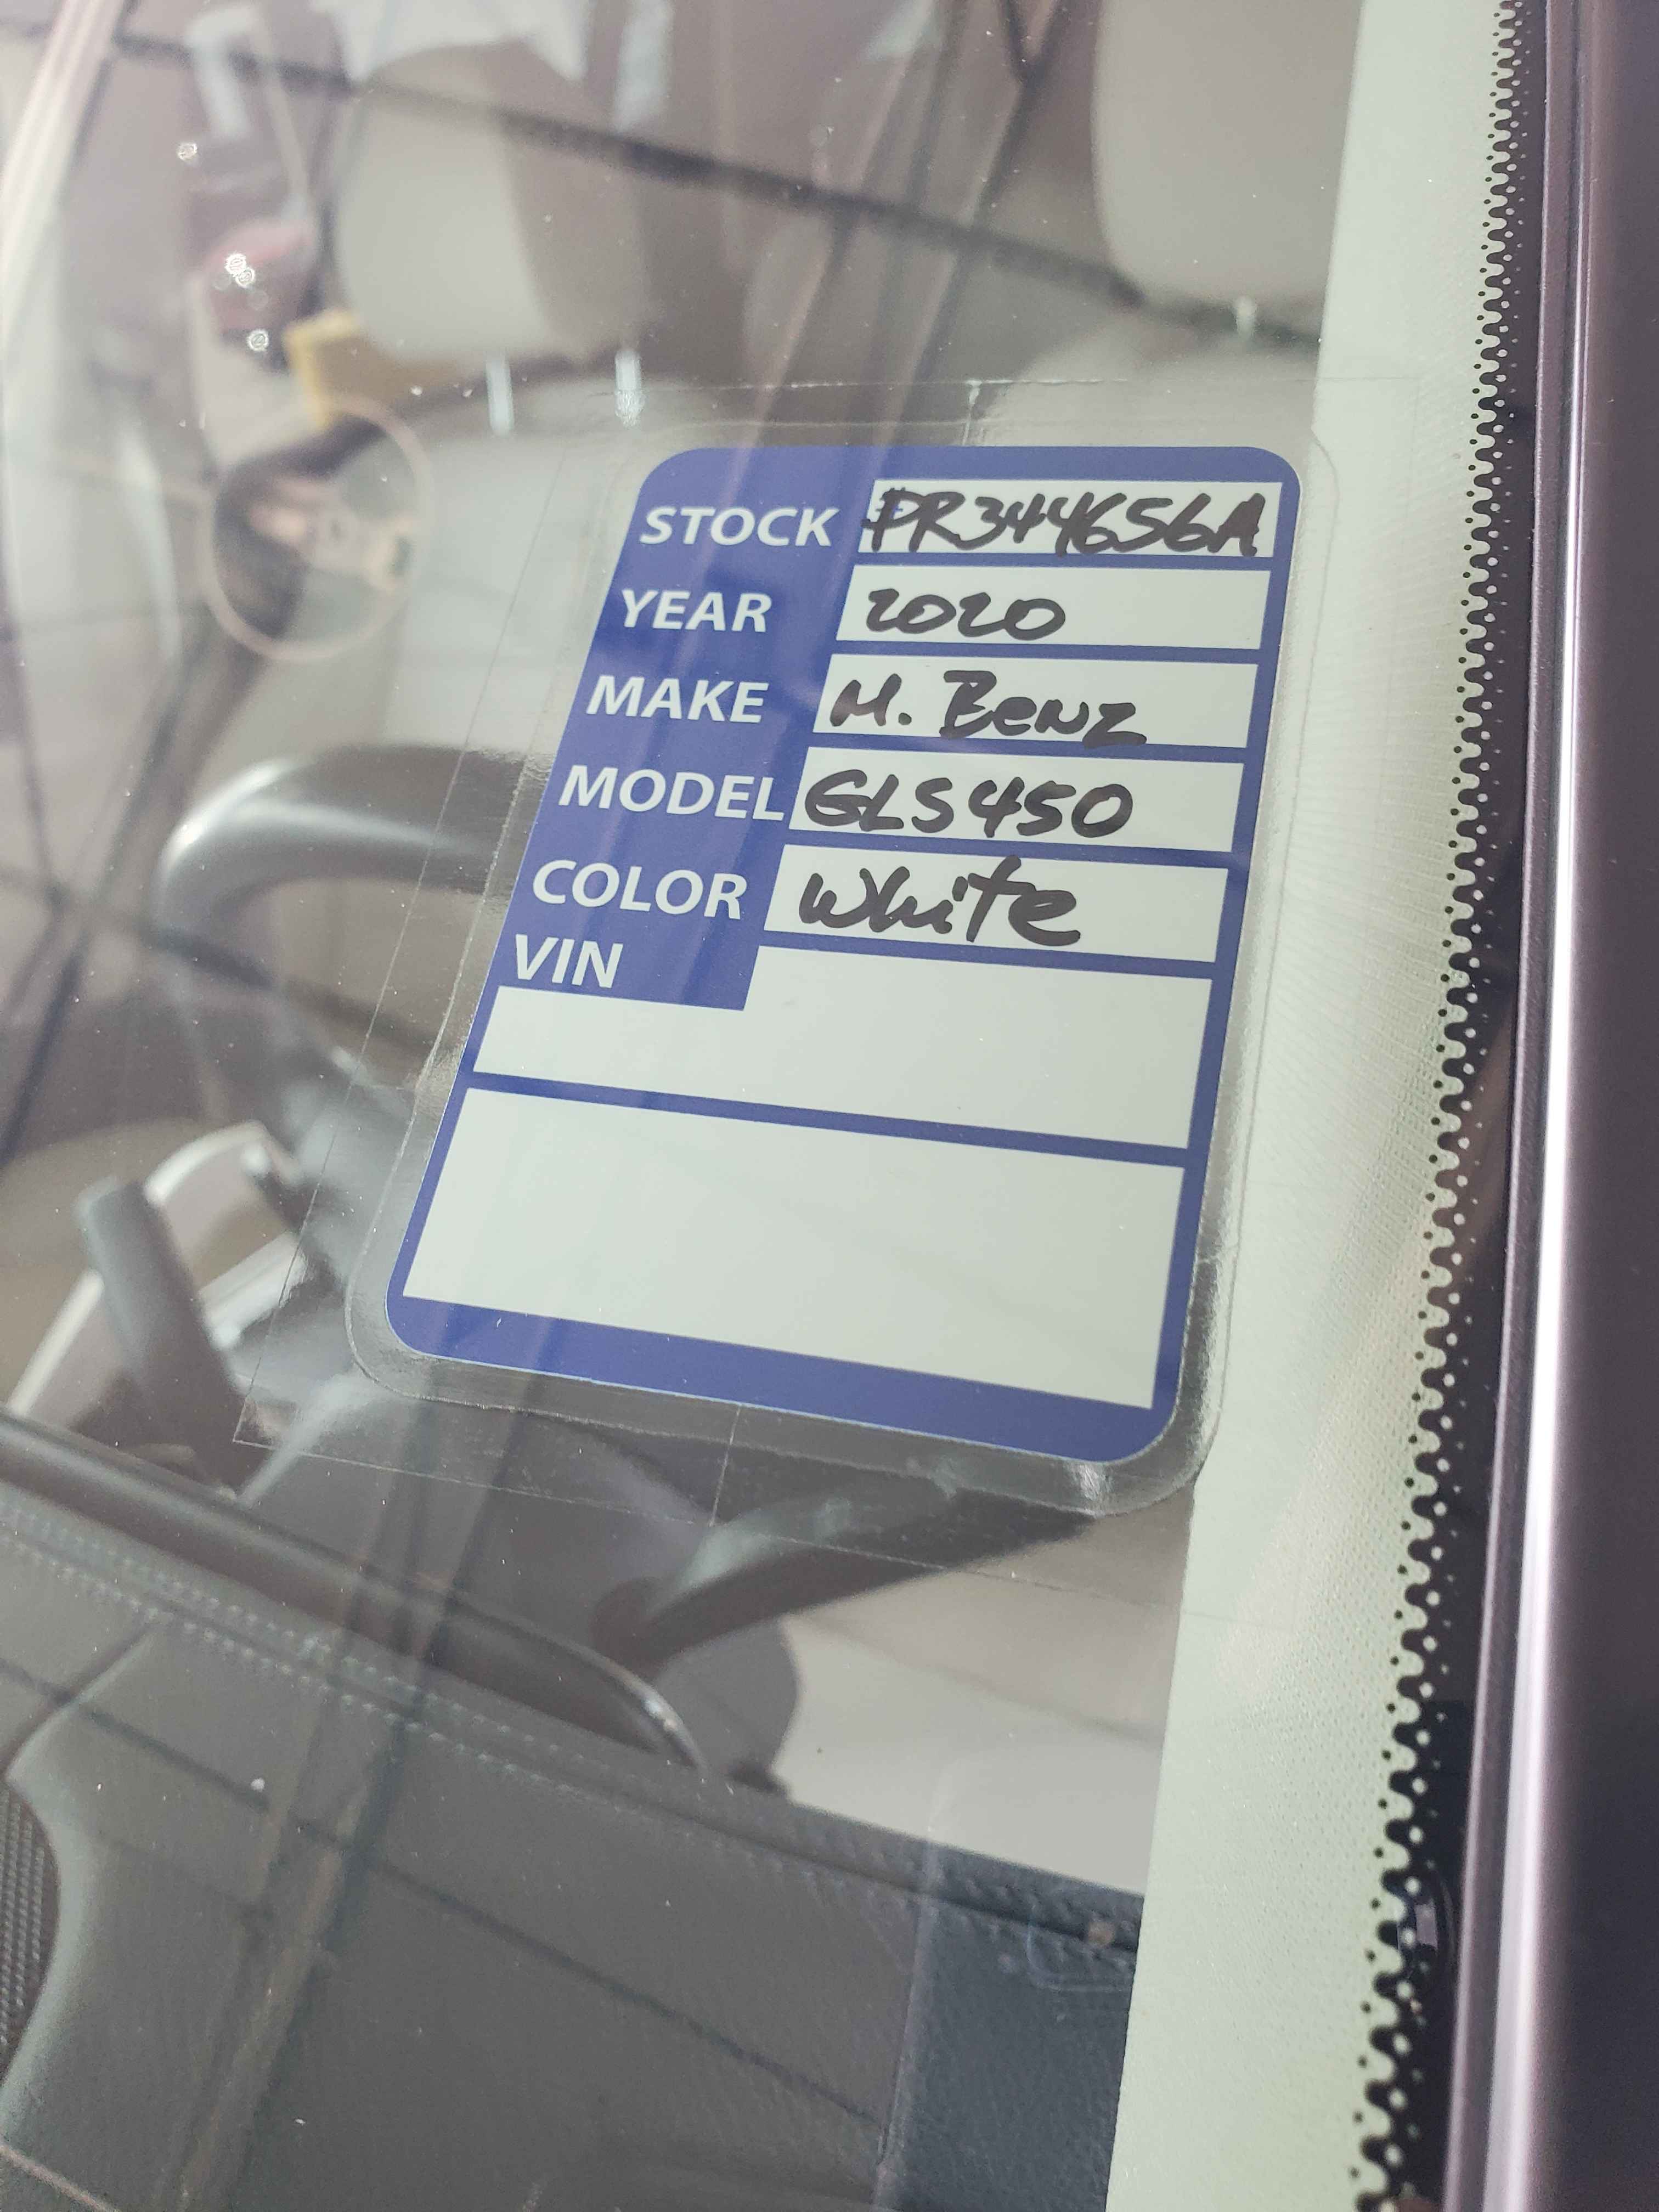 STOCK #PR344656A
YEAR 2020
MAKE M. Benz
MODEL GLS450
COLOR White
VIN